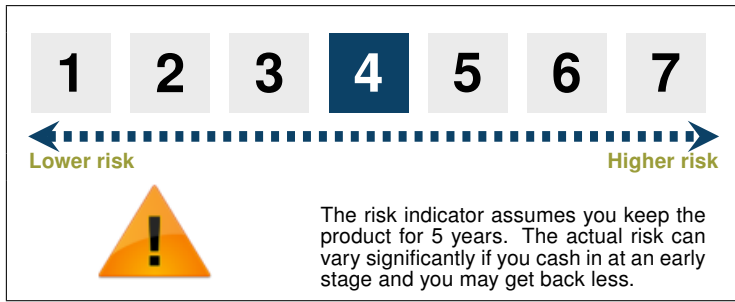 1 2 3 4 5 6 7
Lower risk Higher risk
!
The risk indicator assumes you keep the
product for 5 years. The actual risk can
vary significantly if you cash in at an early
stage and you may get back less.